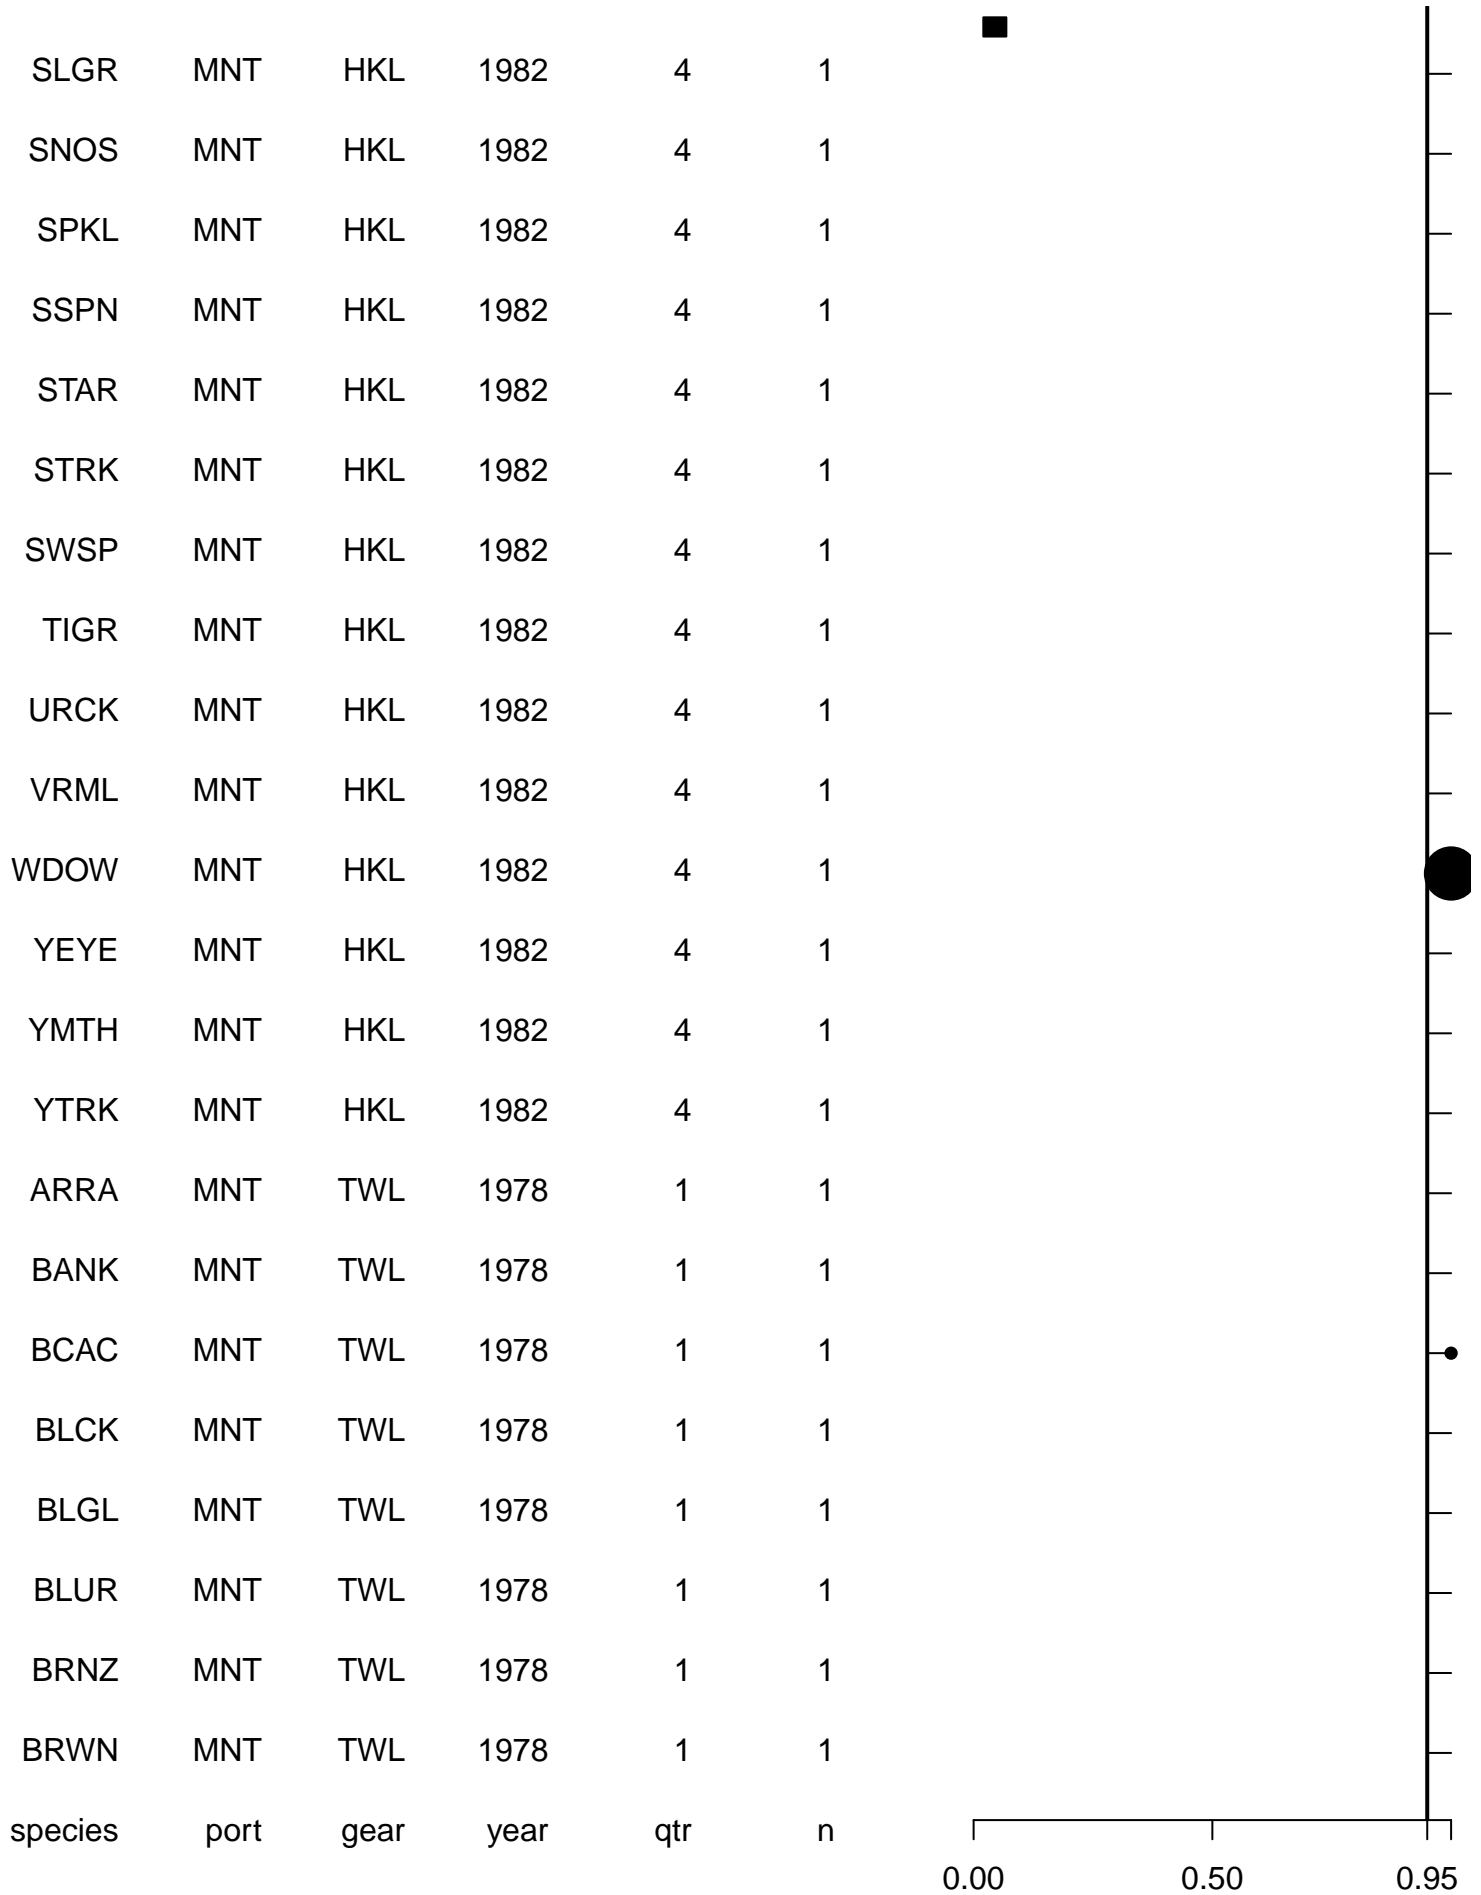 SLGR MNT HKL 1982 4 1
SNOS MNT HKL 1982 4 1
SPKL MNT HKL 1982 4 1
SSPN MNT HKL 1982 4 1
STAR MNT HKL 1982 4 1
STRK MNT HKL 1982 4 1
SWSP MNT HKL 1982 4 1
TIGR MNT HKL 1982 4 1
URCK MNT HKL 1982 4 1
VRML MNT HKL 1982 4 1
WDOW MNT HKL 1982 4 1
YEYE MNT HKL 1982 4 1
YMTH MNT HKL 1982 4 1
YTRK MNT HKL 1982 4 1
ARRA MNT TWL 1978 1 1
BANK MNT TWL 1978 1 1
BCAC MNT TWL 1978 1 1
BLCK MNT TWL 1978 1 1
BLGL MNT TWL 1978 1 1
BLUR MNT TWL 1978 1 1
BRNZ MNT TWL 1978 1 1
BRWN MNT TWL 1978 1 1
species port gear year qtr n
0.00 0.50 0.95